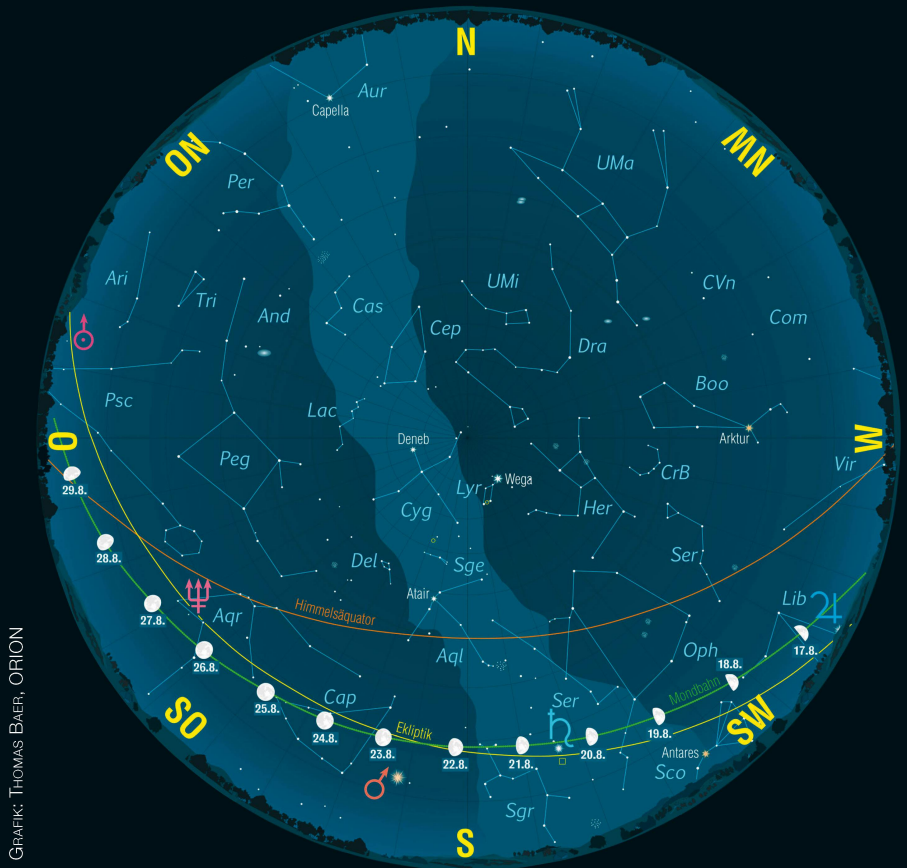 N
Aur
Capella
NO
NW
UMa
Per
Ari
Tri
UMi
CVn
And
Cas
Com
Cep
Dra
Psc
Boo
Lac
O
Deneb
Arktur
W
Peg
Vir
CrB
Wega
Lyr
29.8.
Cyg
Her
28.8.
Del
Sge
Ser
Atair
27.8.
Himmelsäquator
Lib
Aqr
17.8.
26.8.
Aql
Oph
18.8.
SO
25.8.
Cap
Ser
Mondbahn
SW
24.8.
Ekliptik
19.8.
23.8.
22.8.
21.8.
20.8.
Antares
Sco
Sgr
S
GRAFIK: THOMAS BAER, ORION